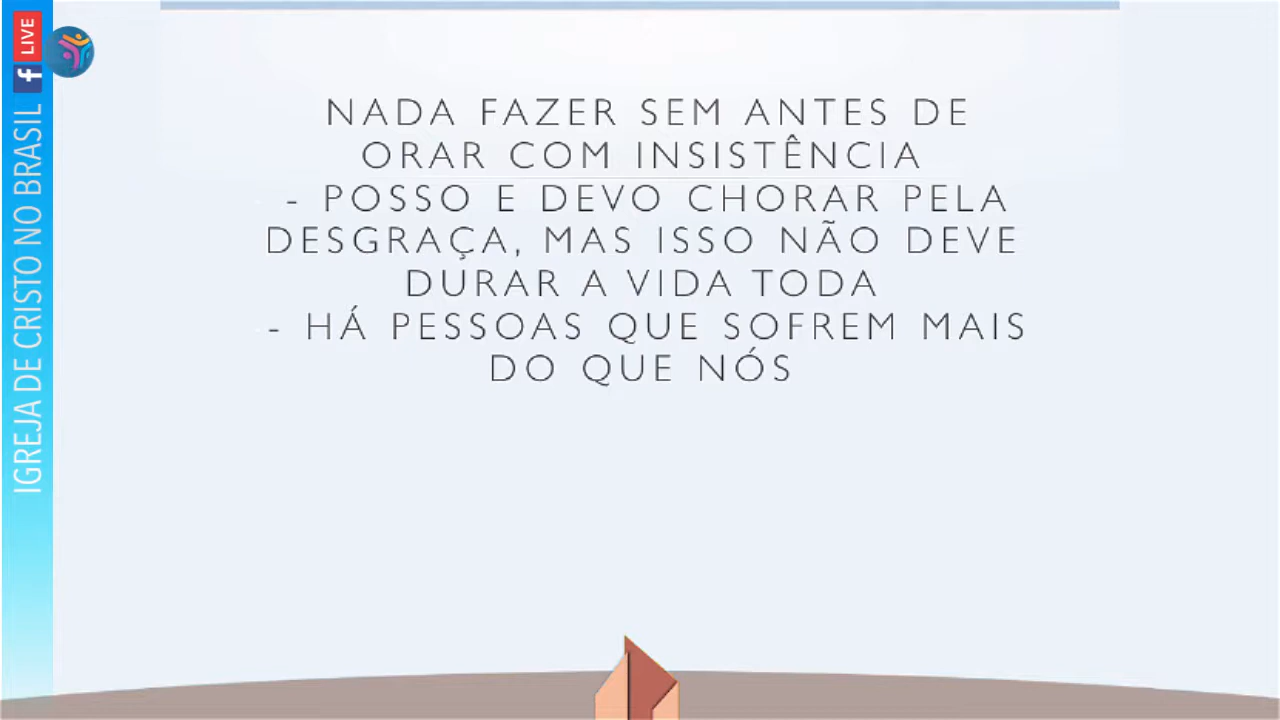 LIVE
f
IGREJA DE CRISTO NO BRASIL
NADA FAZER SEM ANTES DE
ORAR COM INSISTÊNCIA
- POSSO E DEVO CHORAR PELA
DESGRAÇA, MAS ISSO NÃO DEVE
DURAR A VIDA TODA
- HÁ PESSOAS QUE SOFREM MAIS
DO QUE NÓS